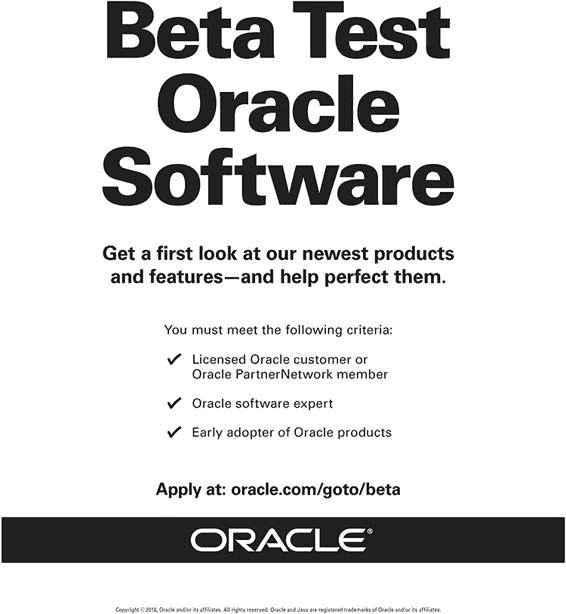 Beta Test
Oracle
Software
Get a first look at our newest products
and features—and help perfect them.
You must meet the following criteria:
✔ Licensed Oracle customer or
Oracle PartnerNetwork member
✔ Oracle software expert
✔ Early adopter of Oracle products
Apply at: oracle.com/goto/beta
ORACLE®
Copyright © 2016, Oracle and/or its affiliates. All rights reserved. Oracle and Java are registered trademarks of Oracle and/or its affiliates.